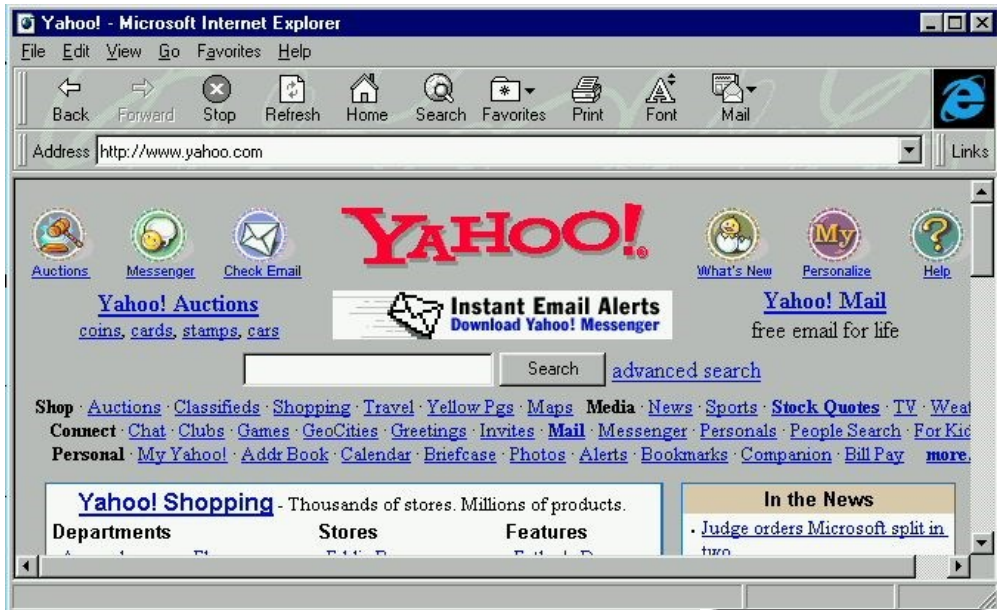 Yahoo! - Microsoft Internet Explorer
File Edit View Go Favorites Help
Back Forward Stop Refresh Home Search Favorites Print Font Mail
Address http://www.yahoo.com Links
YAHOO!
My
Auctions Messenger Check Email What's New Personalize Help
Yahoo! Auctions Instant Email Alerts Yahoo! Mail
coins, cards, stamps, cars Download Yahoo! Messenger free email for life
Search advanced search
Shop · Auctions · Classifieds · Shopping · Travel · Yellow Pgs · Maps Media · News · Sports · Stock Quotes · TV · Weat
Connect · Chat · Clubs · Games · GeoCities · Greetings · Invites · Mail · Messenger · Personals · People Search · For Kid
Personal · My Yahoo! · Addr Book · Calendar · Briefcase · Photos · Alerts · Bookmarks · Companion · Bill Pay more.
Yahoo! Shopping - Thousands of stores. Millions of products. In the News
Departments Stores Features · Judge orders Microsoft split in
two